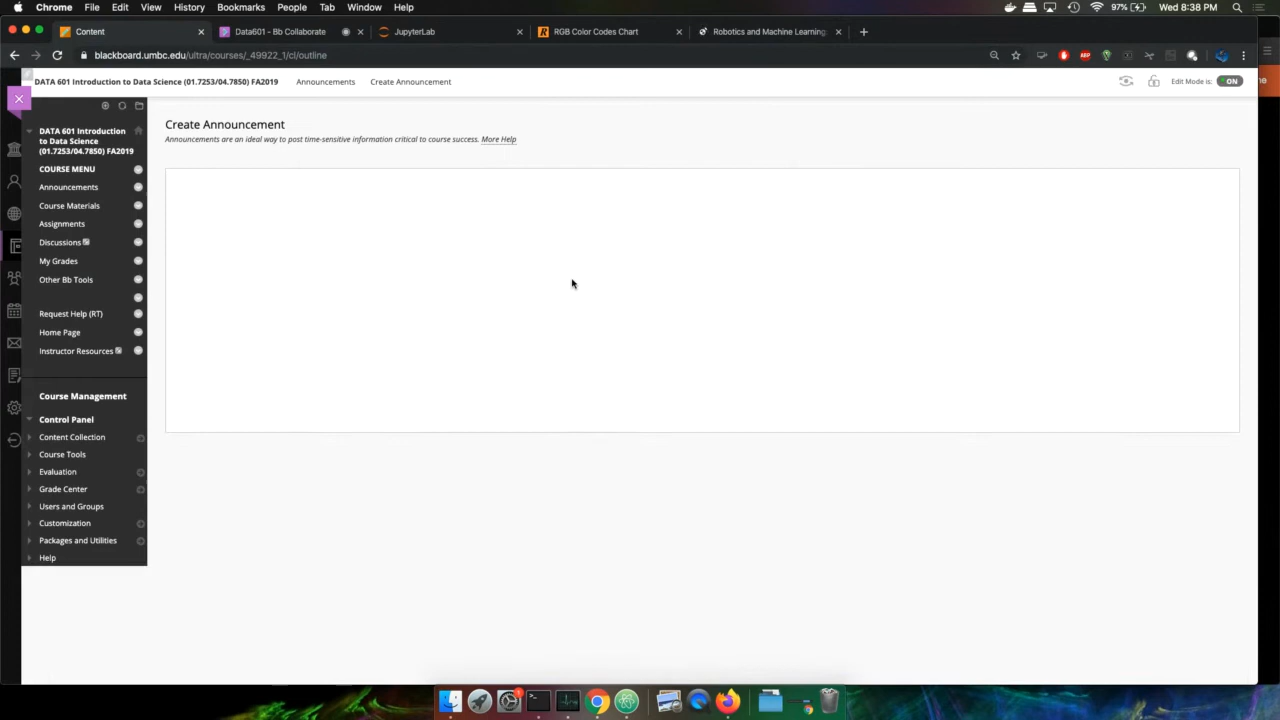 Chrome File Edit View History Bookmarks People Tab Window Help 97% Wed 8:38 PM
Content Data601 - Bb Collaborate JupyterLab RGB Color Codes Chart Robotics and Machine Learning
blackboard.umbc.edu/ultra/courses/_49922_1/cl/outline
DATA 601 Introduction to Data Science (01.7253/04.7850) FA2019 Announcements Create Announcement Edit Mode is: ON
DATA 601 Introduction
to Data Science
(01.7253/04.7850) FA2019
COURSE MENU
Announcements
Course Materials
Assignments
Discussions
My Grades
Other Bb Tools
Request Help (RT)
Home Page
Instructor Resources
Course Management
Control Panel
Content Collection
Course Tools
Evaluation
Grade Center
Users and Groups
Customization
Packages and Utilities
Help
Create Announcement
Announcements are an ideal way to post time-sensitive information critical to course success. More Help